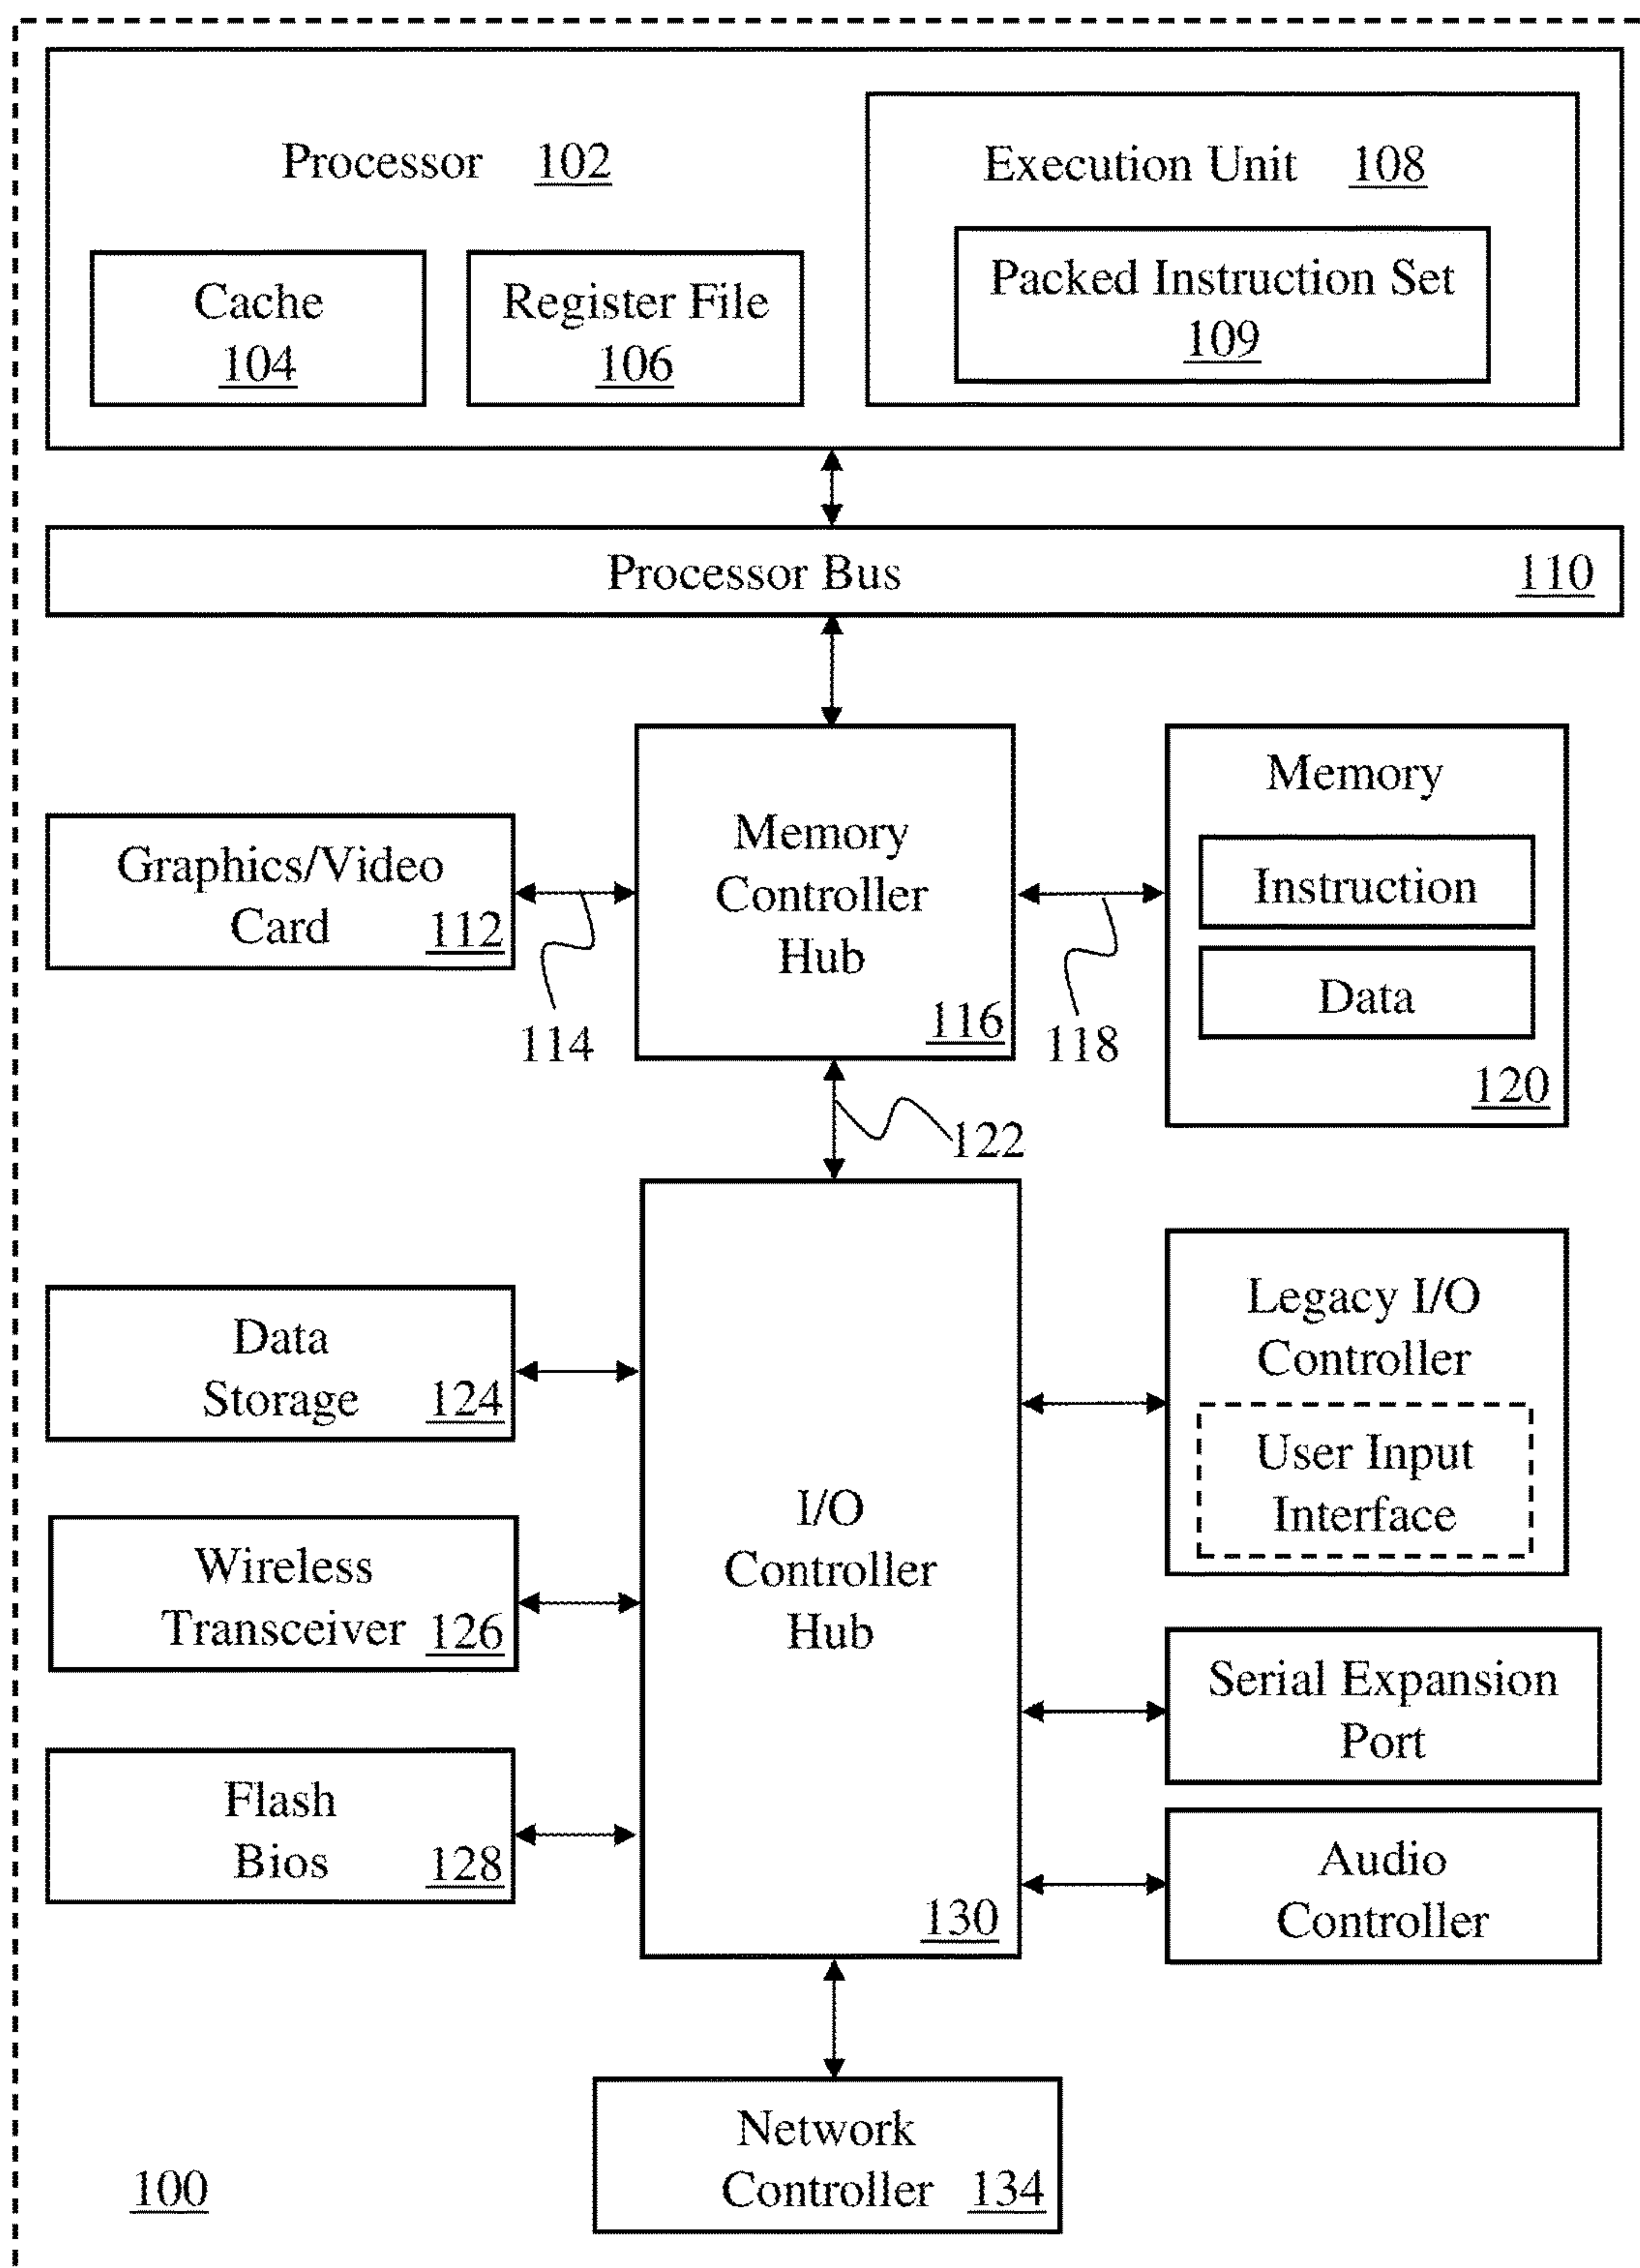 Processor 102
Execution Unit 108
Cache
104
Register File
106
Packed Instruction Set
109
Processor Bus 110
Graphics/Video
Card 112
114
Memory
Controller
Hub
116
118
Memory
Instruction
Data
120
122
Data
Storage 124
Wireless
Transceiver 126
Flash
Bios 128
I/O
Controller
Hub
130
Legacy I/O
Controller
User Input
Interface
Serial Expansion
Port
Audio
Controller
Network
Controller 134
100